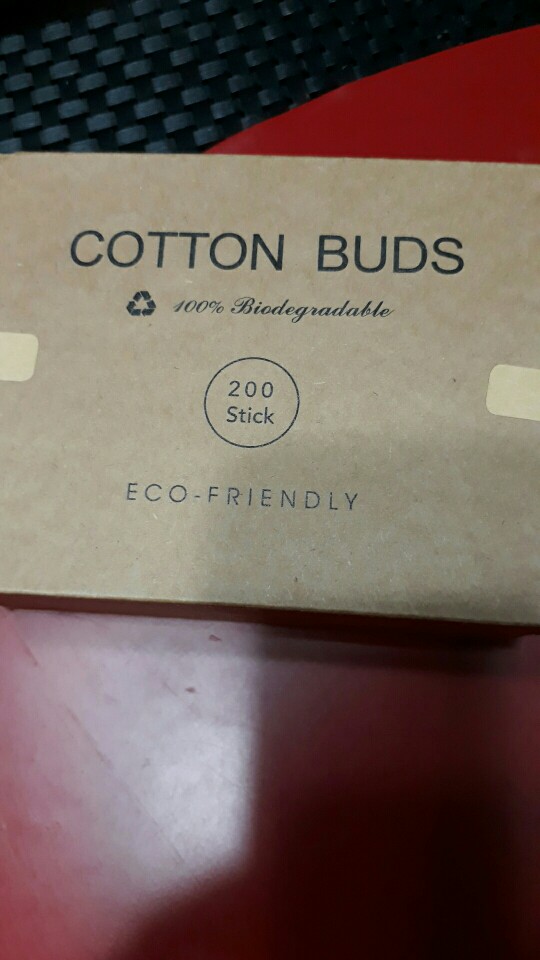 COTTON BUDS
100% Biodegradable
200
Stick
ECO-FRIENDLY